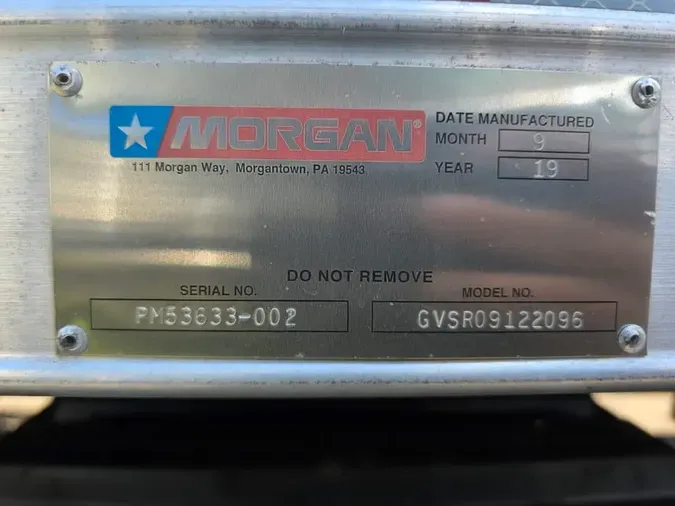 MORGAN®
111 Morgan Way, Morgantown, PA 19543
DATE MANUFACTURED
MONTH 9
YEAR 19
DO NOT REMOVE
SERIAL NO.
PM53633-002
MODEL NO.
GVSR09122096